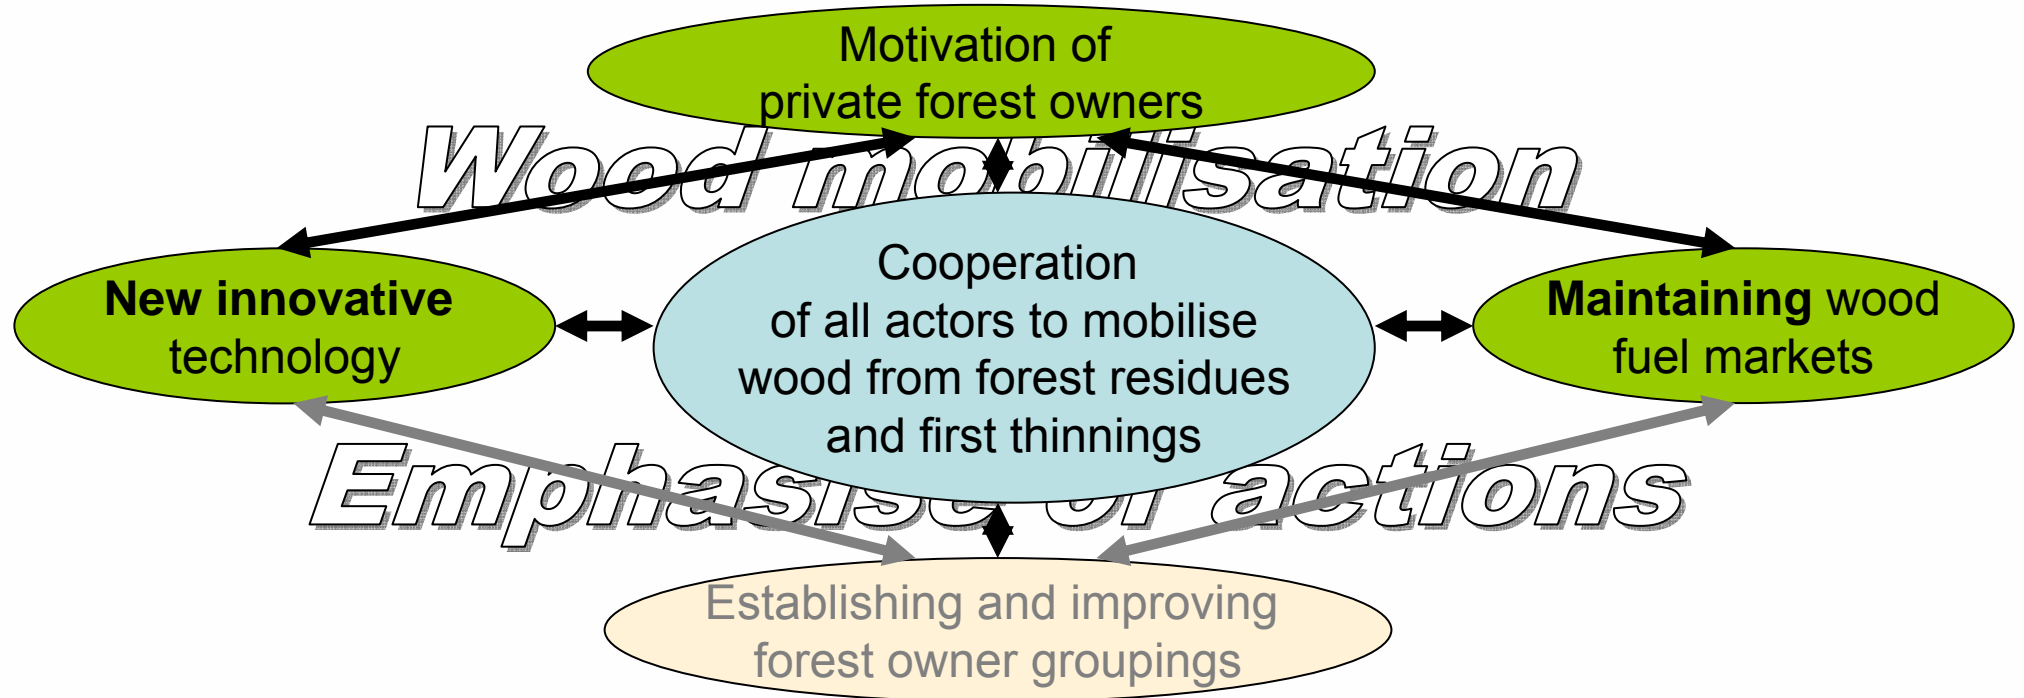 Motivation of
private forest owners
Wood mobilisation
New innovative
technology
Cooperation
of all actors to mobilise
wood from forest residues
and first thinnings
Maintaining wood
fuel markets
Emphasise of actions
Establishing and improving
forest owner groupings